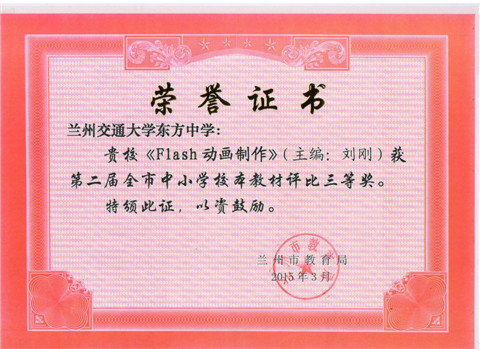 荣誉证书
兰州交通大学东方中学：
贵校《Flash动画制作》（主编：刘刚）获
第二届全市中小学校本教材评比三等奖。
特颁此证，以资鼓励。
兰州市教育局
2015年3月